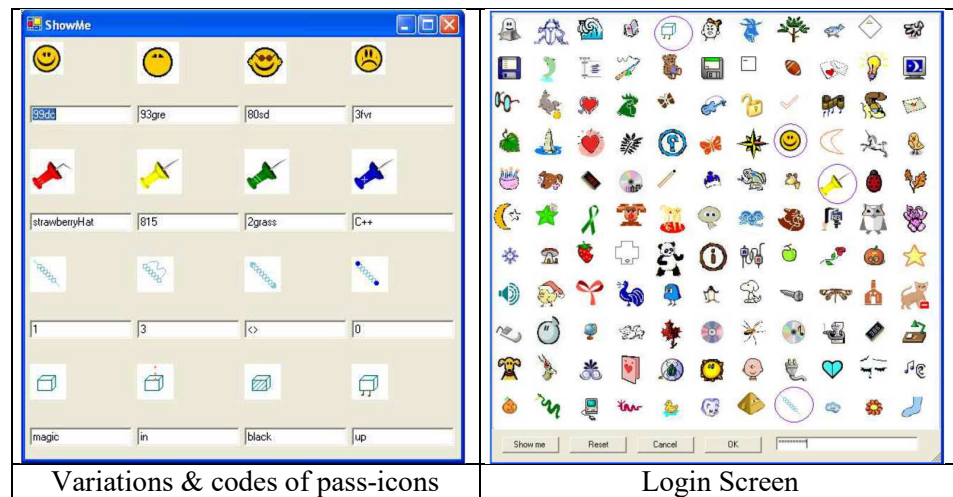 ShowMe
99dc 93gre 80sd 3fvr
strawberryHat 815 2grass C++
1 3 <> 0
magic in black up
Show me Reset Cancel OK **********
Variations & codes of pass-icons Login Screen